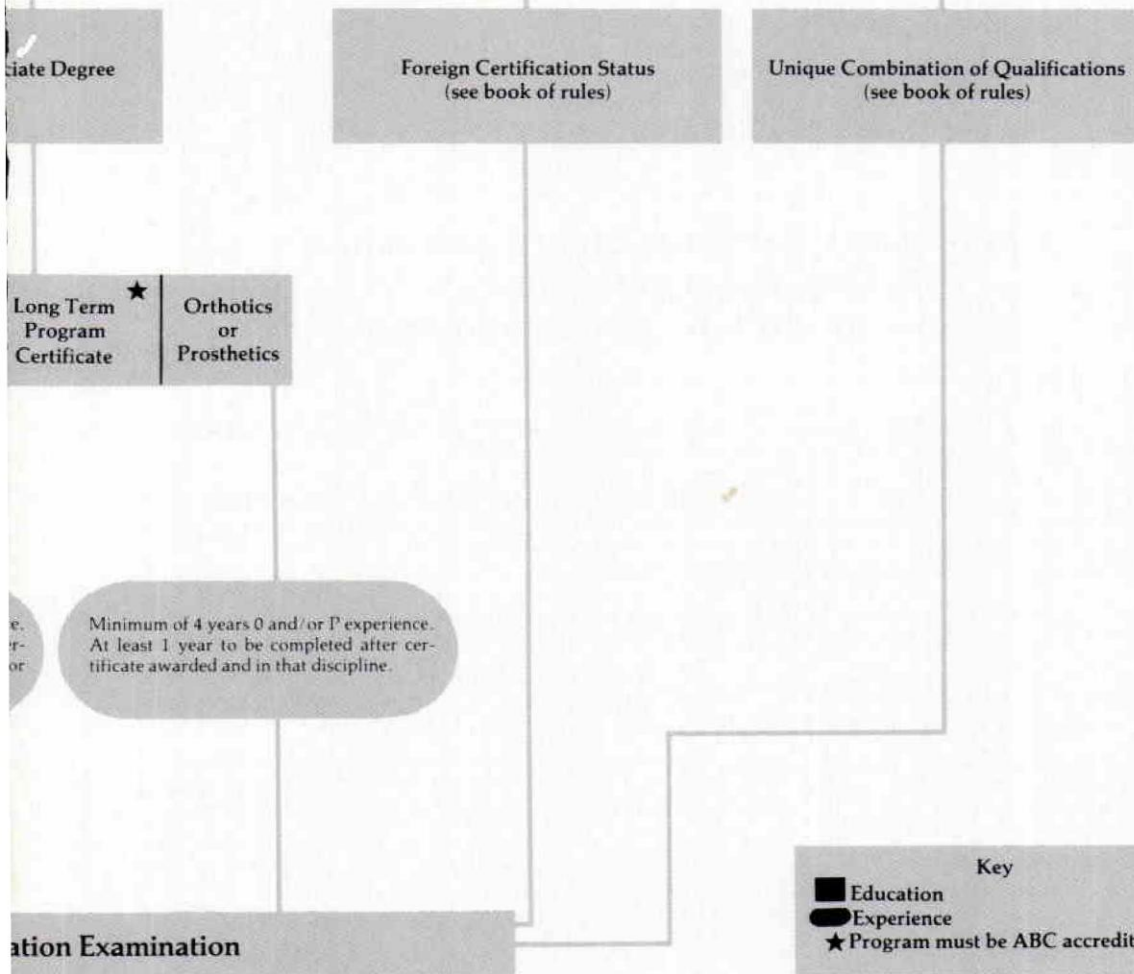 ciate Degree
Foreign Certification Status
(see book of rules)
Unique Combination of Qualifications
(see book of rules)
Long Term ★
Program
Certificate
Orthotics
or
Prosthetics
e.
r-
or
Minimum of 4 years 0 and/or P experience.
At least 1 year to be completed after cer-
tificate awarded and in that discipline.
Key
Education
Experience
★ Program must be ABC accredit
ation Examination